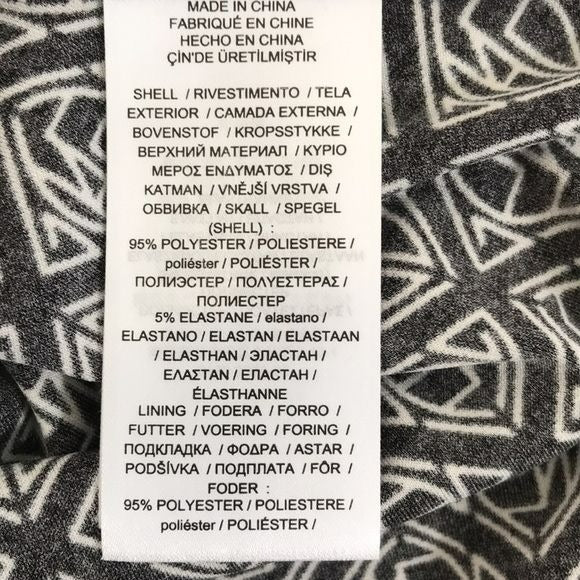 MADE IN CHINA
FABRIQUÉ EN CHINE
HECHO EN CHINA
ÇİN'DE ÜRETİLMİŞTİR
SHELL / RIVESTIMENTO / TELA
EXTERIOR / CAMADA EXTERNA /
BOVENSTOF / KROPSSTYKKE /
ВЕРХНИЙ МАТЕРИАЛ / ΚΥΡΙΟ
ΜΕΡΟΣ ΕΝΔΥΜΑΤΟΣ / DIŞ
KATMAN / VNĚJŠÍ VRSTVA /
ОБВИВКА / SKALL / SPEGEL
(SHELL) :
95% POLYESTER / POLIESTERE /
poliéster / POLIÉSTER /
ПОЛИЭСТЕР / ΠΟΛΥΕΣΤΕΡΑΣ /
ПОЛИЕСТЕР
5% ELASTANE / elastano /
ELASTANO / ELASTAN / ELASTAAN
/ ELASTHAN / ЭЛАСТАН /
ΕΛΑΣΤΑΝ / ЕЛАСТАН /
ÉLASTHANNE
LINING / FODERA / FORRO /
FUTTER / VOERING / FORING /
ПОДКЛАДКА / ΦΟΔΡΑ / ASTAR /
PODŠÍVKA / ПОДПЛАТА / FÔR /
FODER :
95% POLYESTER / POLIESTERE /
poliéster / POLIÉSTER /